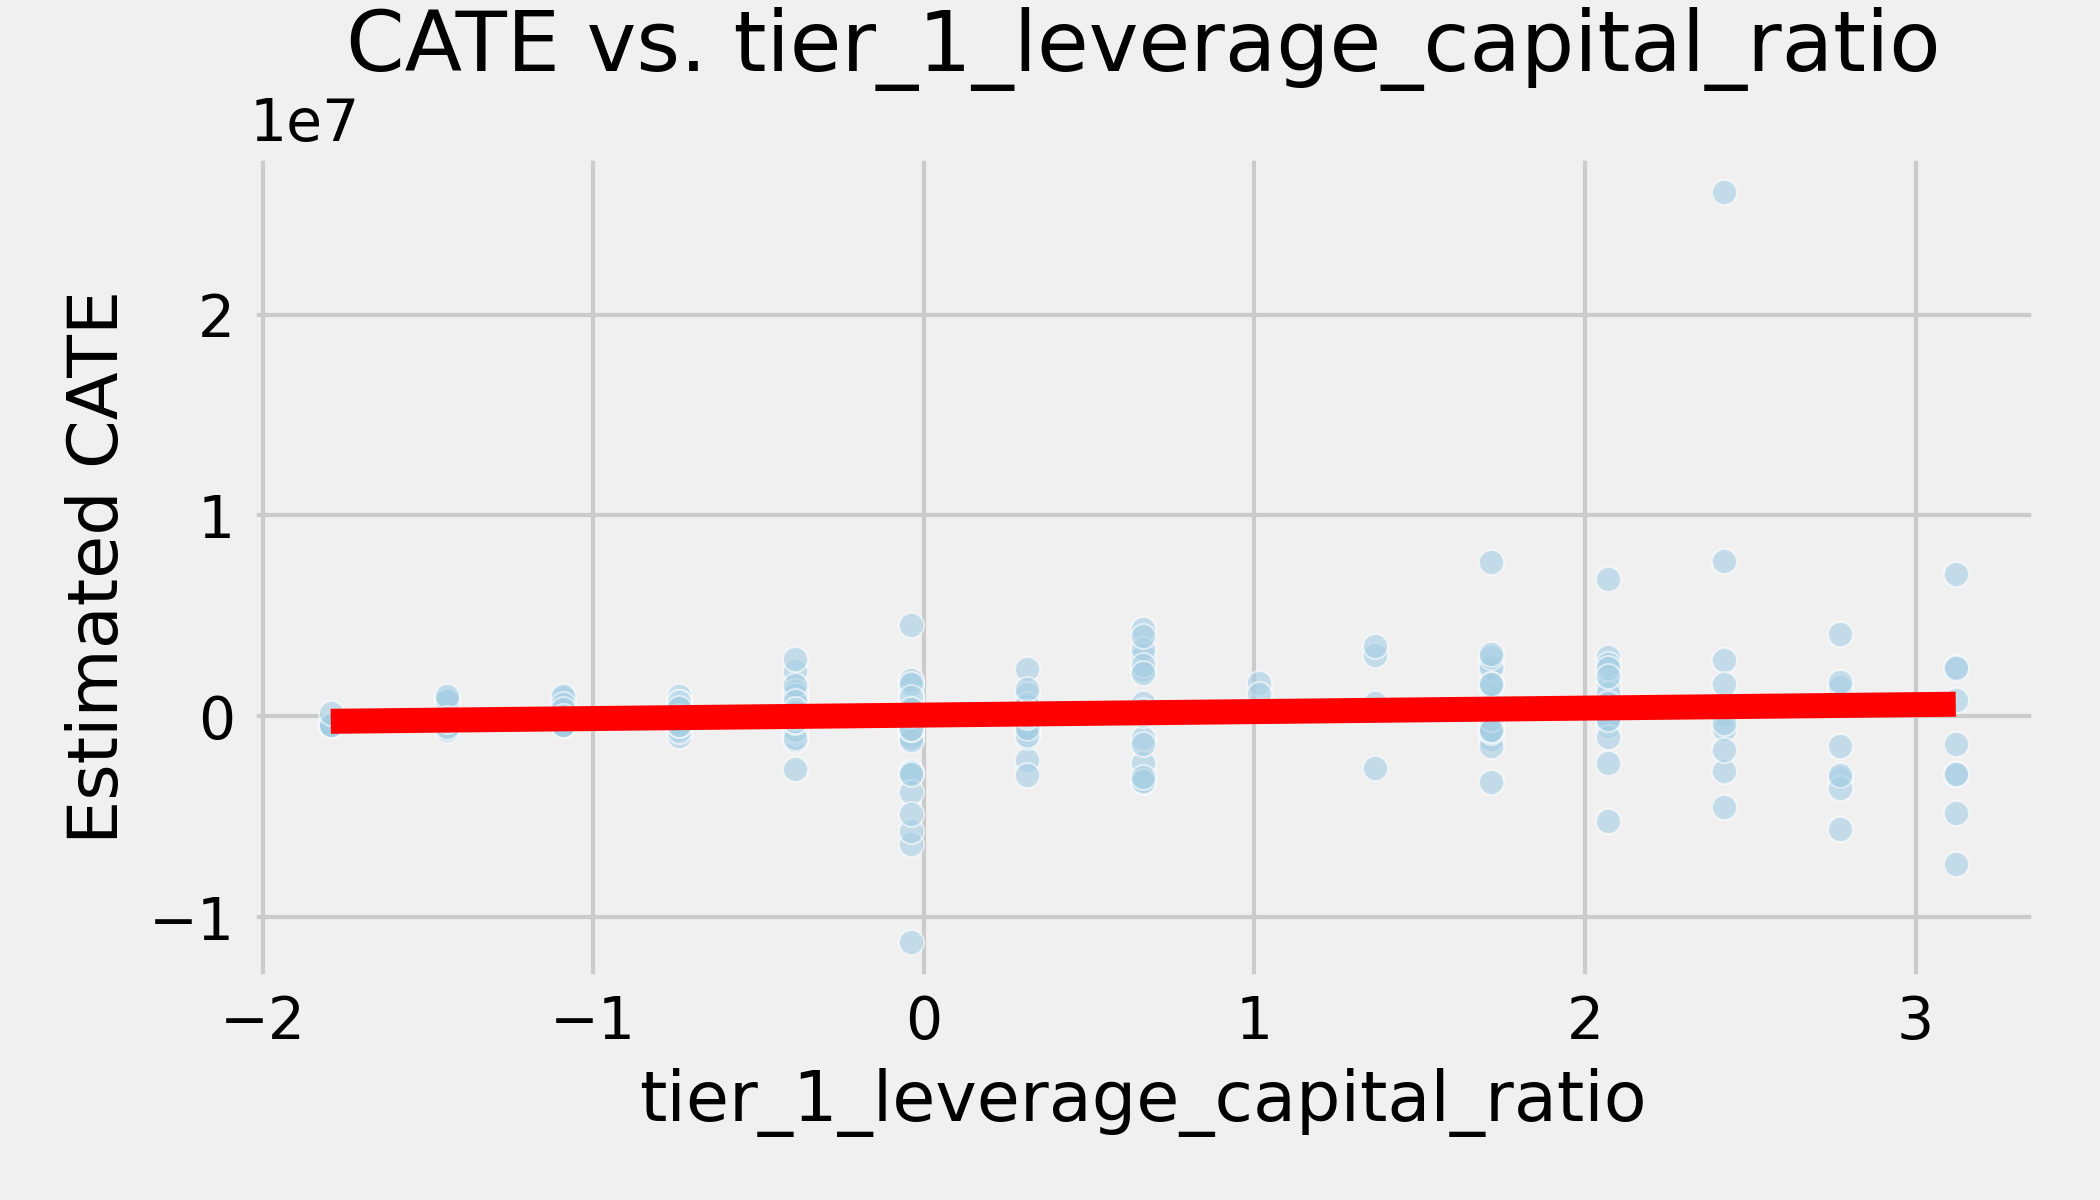 CATE vs. tier_1_leverage_capital_ratio
1e7
2
1
0
−1
Estimated CATE
−2 −1 0 1 2 3
tier_1_leverage_capital_ratio